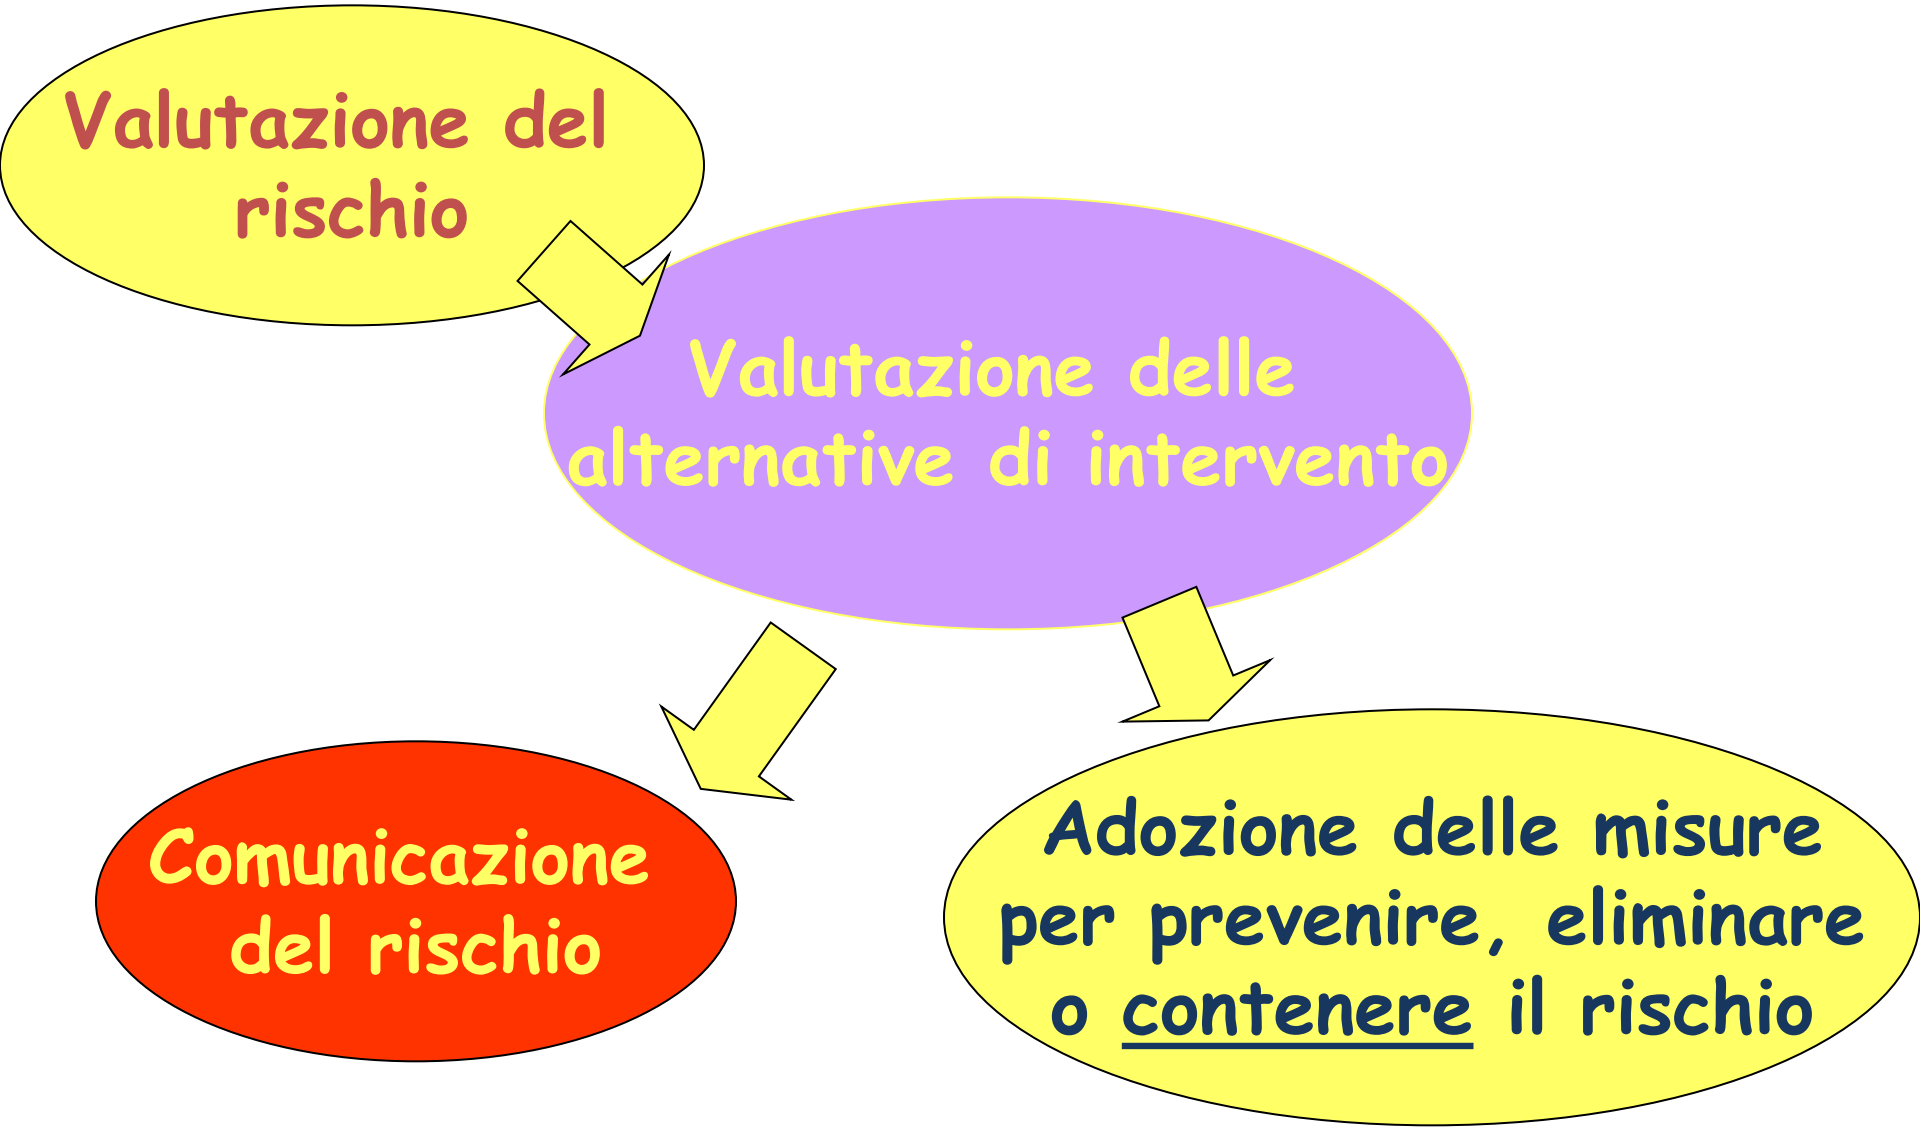 Valutazione del
rischio
Valutazione delle
alternative di intervento
Comunicazione
del rischio
Adozione delle misure
per prevenire, eliminare
o contenere il rischio